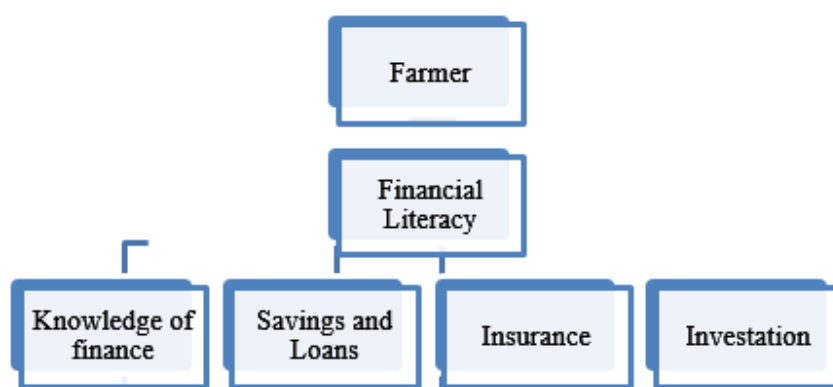 Farmer
Financial
Literacy
Knowledge of
finance
Savings and
Loans
Insurance
Investation